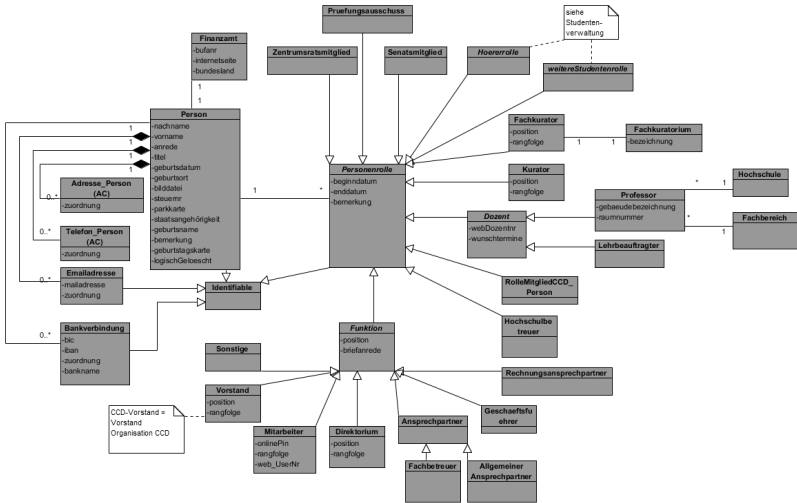 Pruefungsausschuss
siehe
Studenten-
verwaltung
Finanzamt
-bufanr
-internetseite
-bundesland
Zentrumsratsmitglied
Senatsmitglied
Hoererrolle
weitereStudentenrolle
1
1
Person
-nachname
-vorname
-anrede
-titel
-geburtsdatum
-geburtsort
-bilddatei
-steuernr
-parkkarte
-staatsangehörigkeit
-geburtsname
-bemerkung
-geburtstagskarte
-logischGeloescht
1
1
1
1
Fachkurator
-position
-rangfolge
1
1
Fachkuratorium
-bezeichnung
Adresse_Person
(AC)
-zuordnung
0..*
1
*
Personenrolle
-beginndatum
-enddatum
-bemerkung
Kurator
-position
-rangfolge
Hochschule
Professor
-gebaeudebezeichnung
-raumnummer
*
1
*
1
Fachbereich
Telefon_Person
(AC)
-zuordnung
0..*
Dozent
-webDozentnr
-wunschtermine
Lehrbeauftragter
Emailadresse
-mailadresse
-zuordnung
0..*
Identifiable
RolleMitgliedCCD_
Person
Bankverbindung
-bic
-iban
-zuordnung
-bankname
0..*
Hochschulbe
treuer
Funktion
-position
-briefanrede
Sonstige
Rechnungsansprechpartner
Vorstand
-position
-rangfolge
CCD-Vorstand =
Vorstand
Organisation CCD
Mitarbeiter
-onlinePin
-rangfolge
-web_UserNr
Direktorium
-position
-rangfolge
Ansprechpartner
Geschaeftsfu
ehrer
Fachbetreuer
Allgemeiner
Ansprechpartner